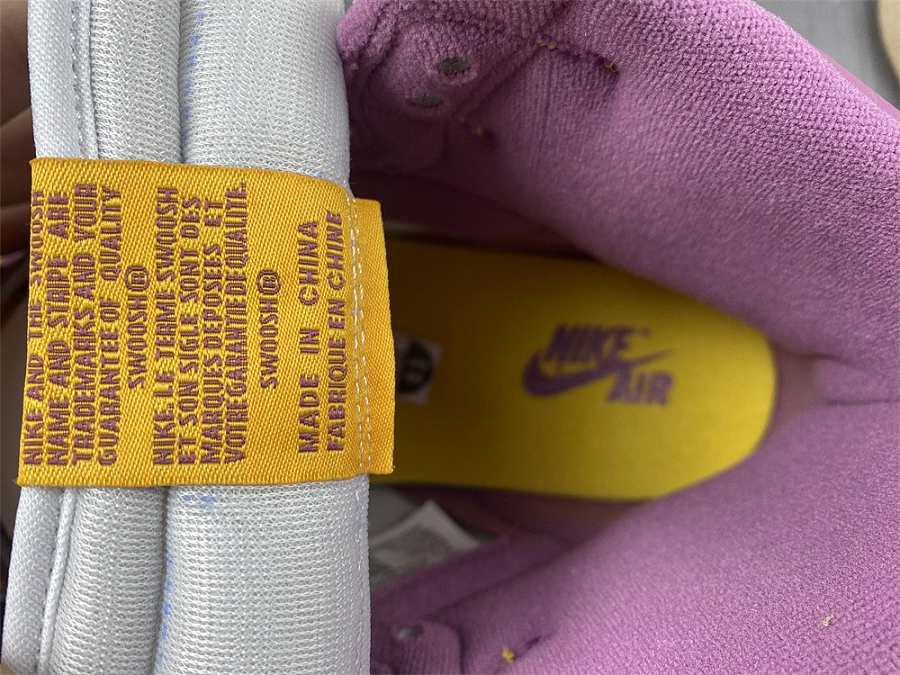 NIKE AND THE SWOOSH
NAME AND STRIPE ARE
TRADEMARKS AND YOUR
GUARANTEE OF QUALITY
SWOOSH®
NIKE LE TERME SWOOSH
ET SON SIGLE SONT DES
MARQUES DEPOSEES ET
VOTRE GARANTIE DE QUALITE.
SWOOSH®
MADE IN CHINA
FABRIQUE EN CHINE
NIKE™
AIR